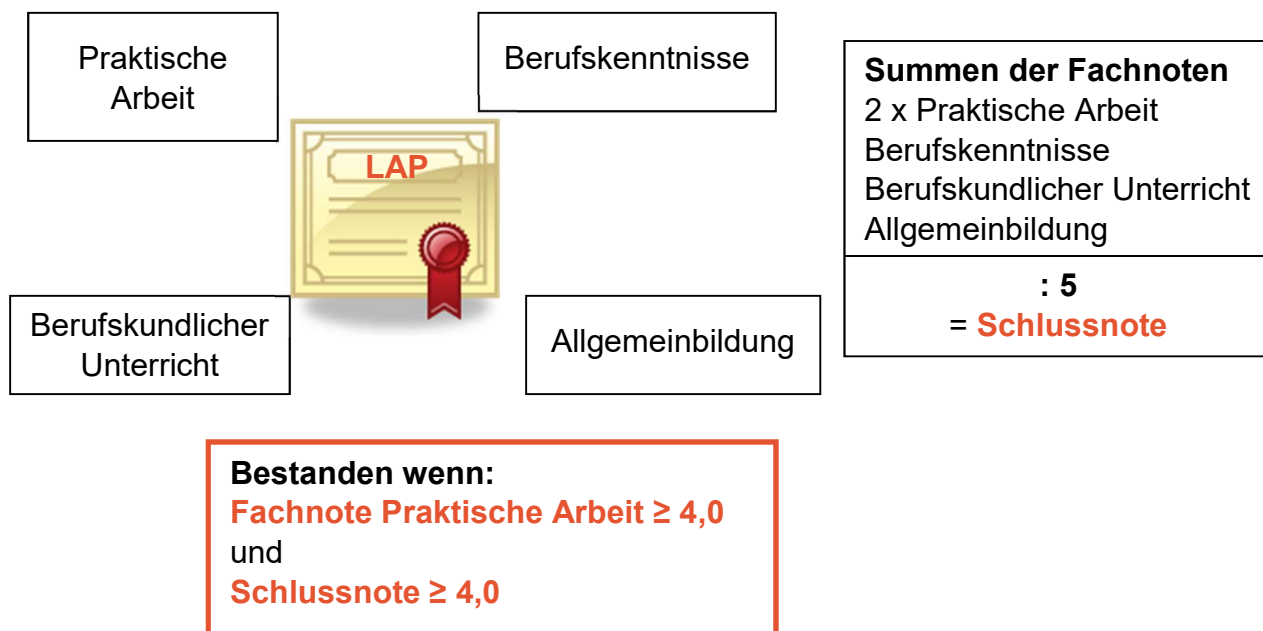 Praktische
Arbeit
Berufskenntnisse
LAP
Berufskundlicher
Unterricht
Allgemeinbildung
Summen der Fachnoten
2 x Praktische Arbeit
Berufskenntnisse
Berufskundlicher Unterricht
Allgemeinbildung
: 5
= Schlussnote
Bestanden wenn:
Fachnote Praktische Arbeit ≥ 4,0
und
Schlussnote ≥ 4,0